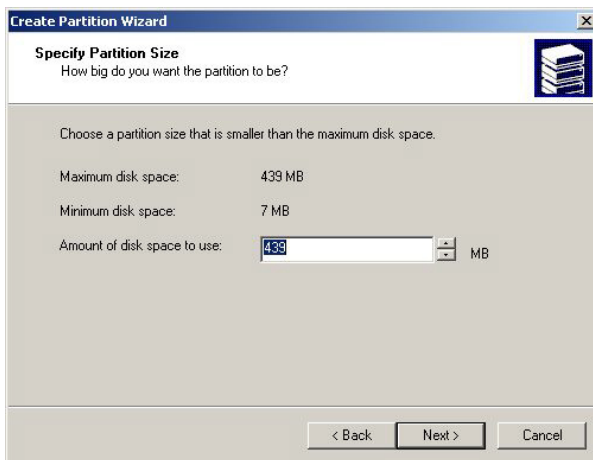 Create Partition Wizard
Specify Partition Size
How big do you want the partition to be?
Choose a partition size that is smaller than the maximum disk space.
Maximum disk space: 439 MB
Minimum disk space: 7 MB
Amount of disk space to use: 439 MB
< Back Next > Cancel